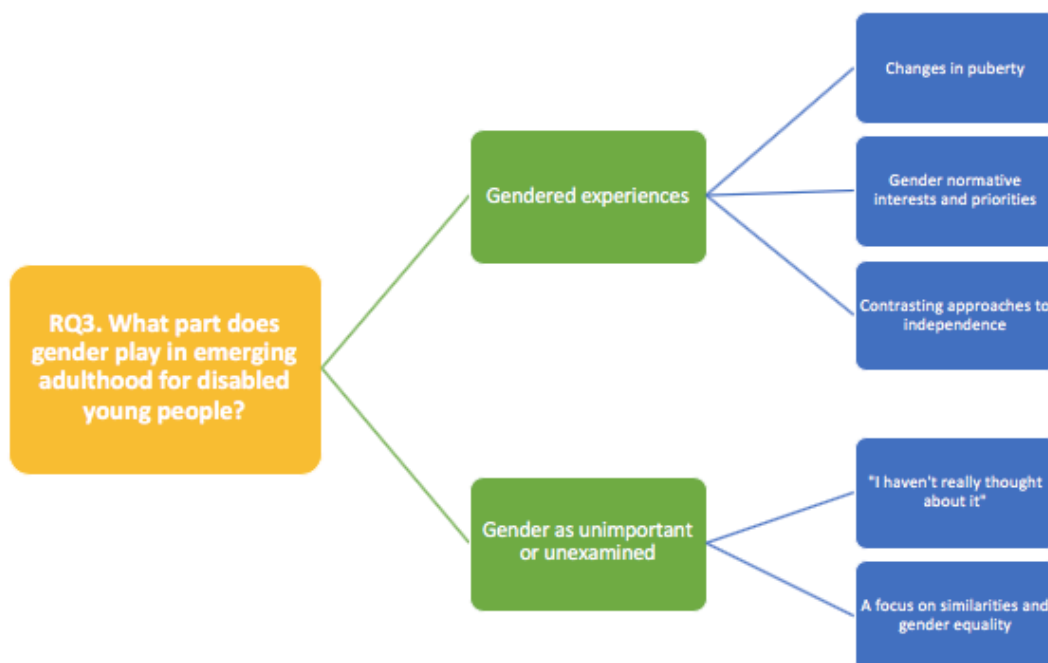 RQ3. What part does
gender play in emerging
adulthood for disabled
young people?
Gendered experiences
Changes in puberty
Gender normative
interests and priorities
Contrasting approaches to
independence
Gender as unimportant
or unexamined
"I haven't really thought
about it"
A focus on similarities and
gender equality